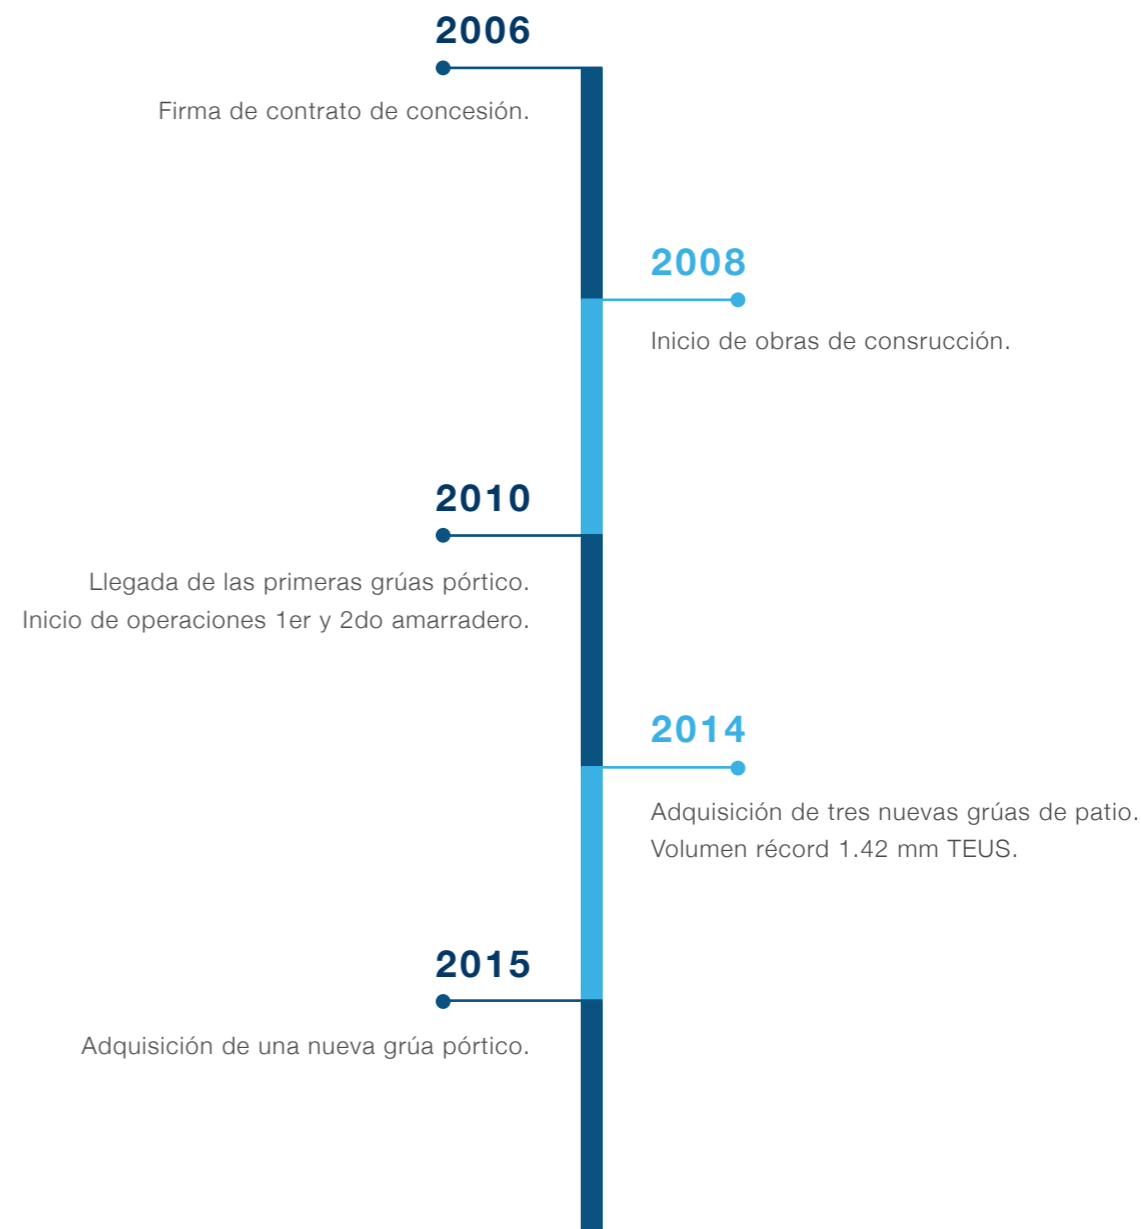 2006
Firma de contrato de concesión.
2008
Inicio de obras de consrucción.
2010
Llegada de las primeras grúas pórtico.
Inicio de operaciones 1er y 2do amarradero.
2014
Adquisición de tres nuevas grúas de patio.
Volumen récord 1.42 mm TEUS.
2015
Adquisición de una nueva grúa pórtico.